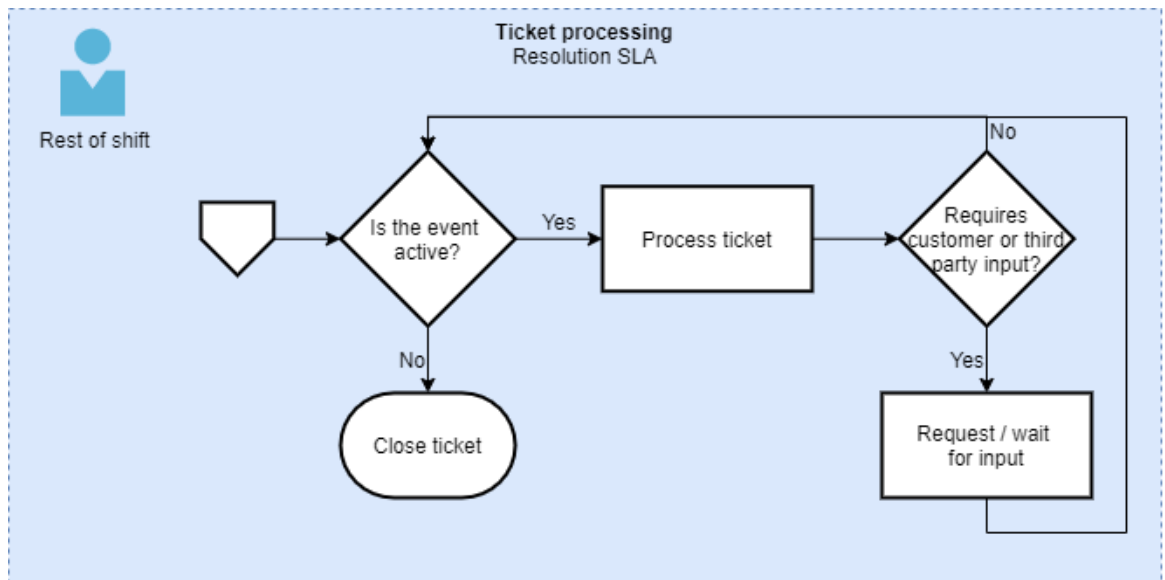 Ticket processing
Resolution SLA
Rest of shift
No
Is the event
active?
Yes
Process ticket
Requires
customer or third
party input?
No
Yes
Close ticket
Request / wait
for input